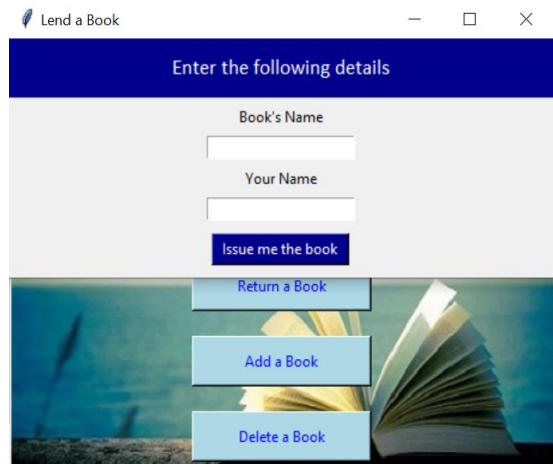 Lend a Book
Enter the following details
Book's Name
Your Name
Issue me the book
Return a Book
Add a Book
Delete a Book